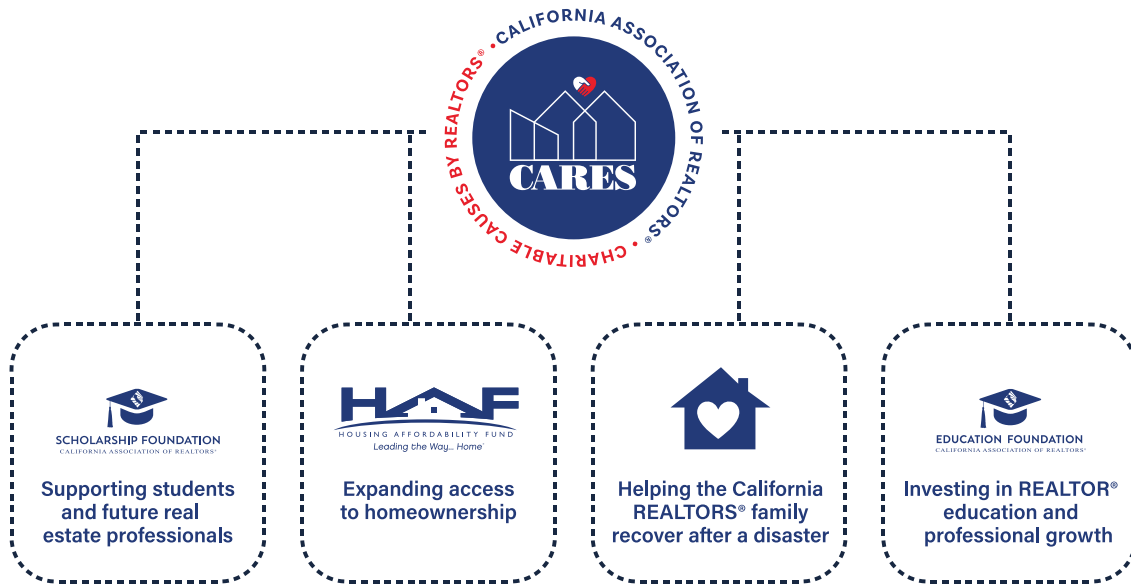 • CALIFORNIA ASSOCIATION OF REALTORS®
• CHARITABLE CAUSES BY REALTORS®
CARES
SCHOLARSHIP FOUNDATION
CALIFORNIA ASSOCIATION OF REALTORS®
Supporting students
and future real
estate professionals
HAF
HOUSING AFFORDABILITY FUND
Leading the Way... Home®
Expanding access
to homeownership
Helping the California
REALTORS® family
recover after a disaster
EDUCATION FOUNDATION
CALIFORNIA ASSOCIATION OF REALTORS®
Investing in REALTOR®
education and
professional growth